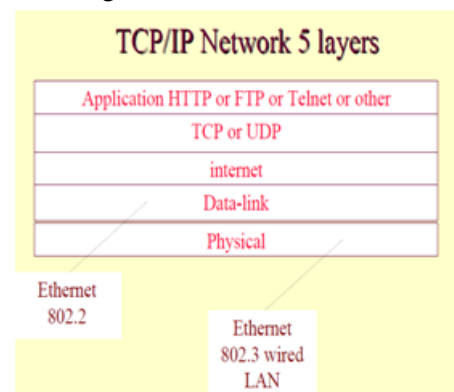 TCP/IP Network 5 layers
Application HTTP or FTP or Telnet or other
TCP or UDP
internet
Data-link
Physical
Ethernet
802.2
Ethernet
802.3 wired
LAN